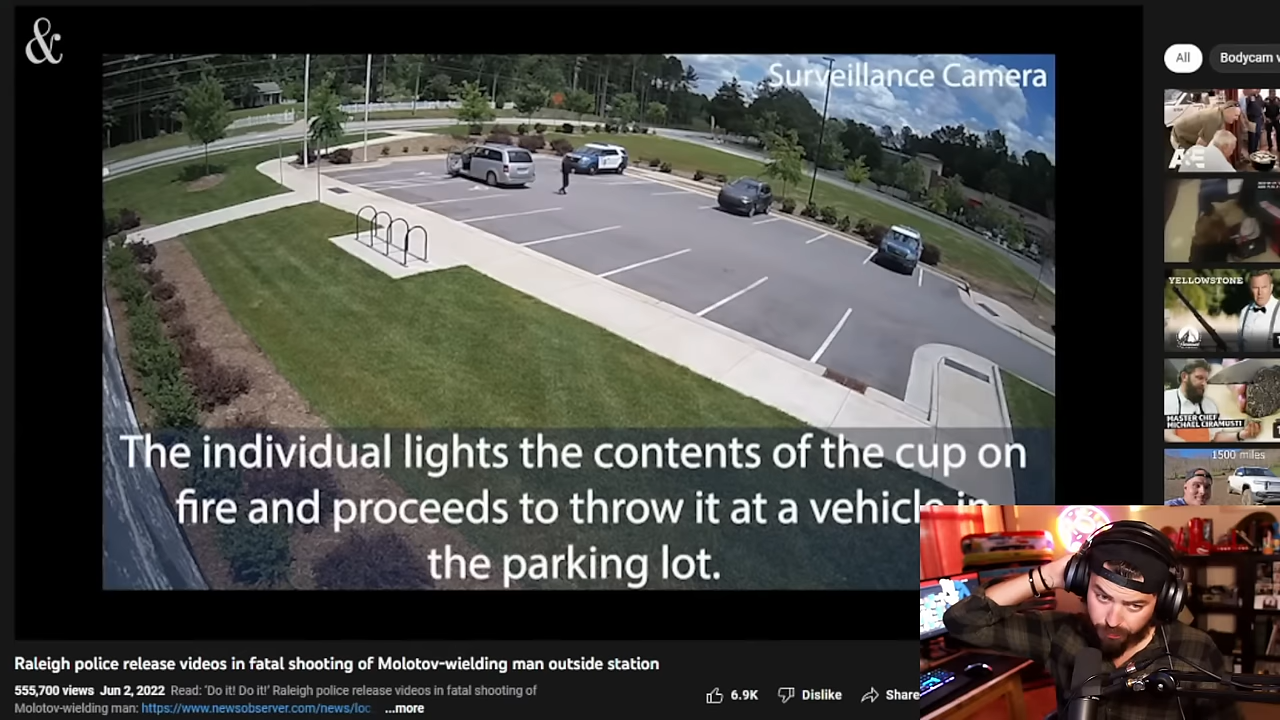 &
Surveillance Camera
The individual lights the contents of the cup on
fire and proceeds to throw it at a vehicle in
the parking lot.
Raleigh police release videos in fatal shooting of Molotov-wielding man outside station
555,700 views Jun 2, 2022 Read: 'Do it! Do it!' Raleigh police release videos in fatal shooting of
Molotov-wielding man: https://www.newsobserver.com/news/loc ...more
6.9K Dislike Share
All Bodycam v
A&E
YELLOWSTONE
MASTER CHEF
MICHAEL CIRAMUSTI
1500 miles